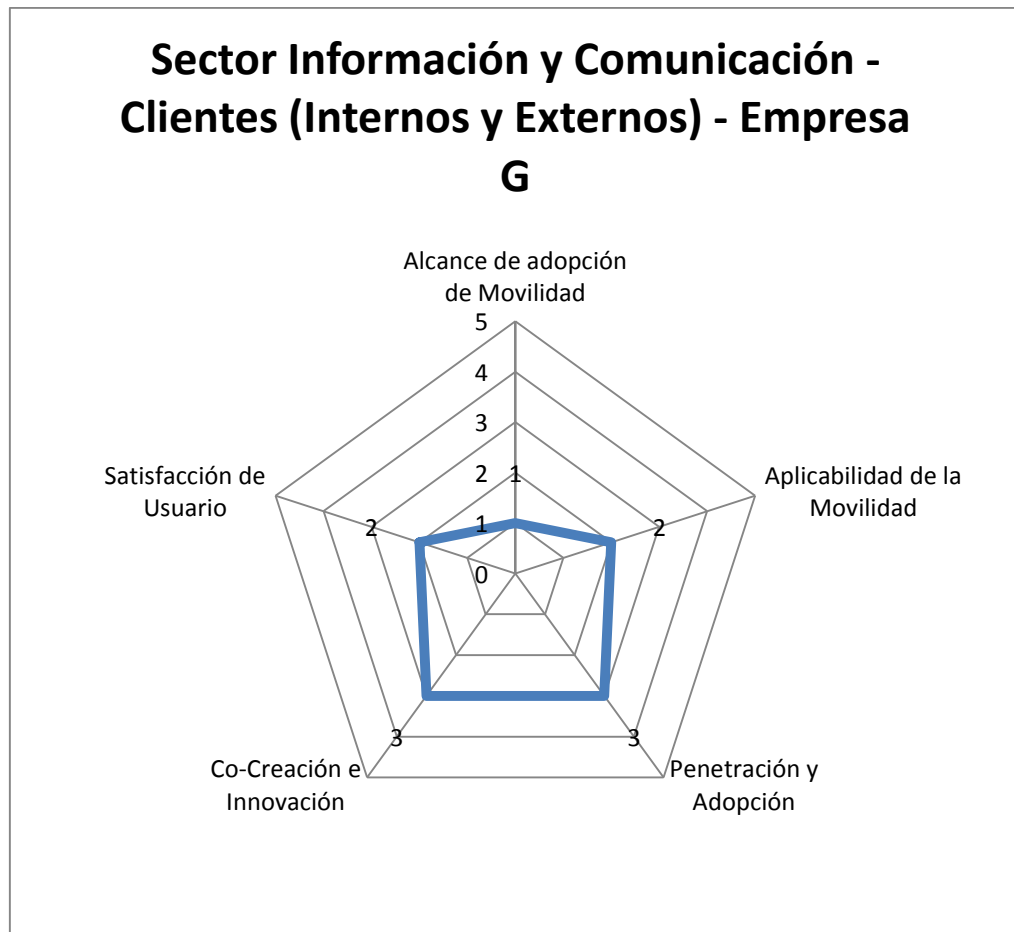 Sector Información y Comunicación -
Clientes (Internos y Externos) - Empresa
G
Alcance de adopción
de Movilidad
5
4
3
2
1
1
0
Aplicabilidad de la
Movilidad
2
Satisfacción de
Usuario
2
Co-Creación e
Innovación
3
Penetración y
Adopción
3